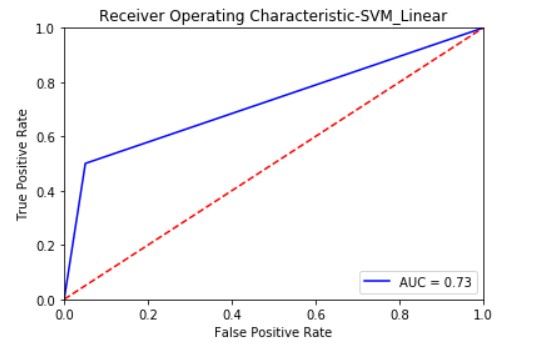 Receiver Operating Characteristic-SVM_Linear
1.0
0.8
0.6
0.4
0.2
0.0
True Positive Rate
AUC = 0.73
0.0 0.2 0.4 0.6 0.8 1.0
False Positive Rate